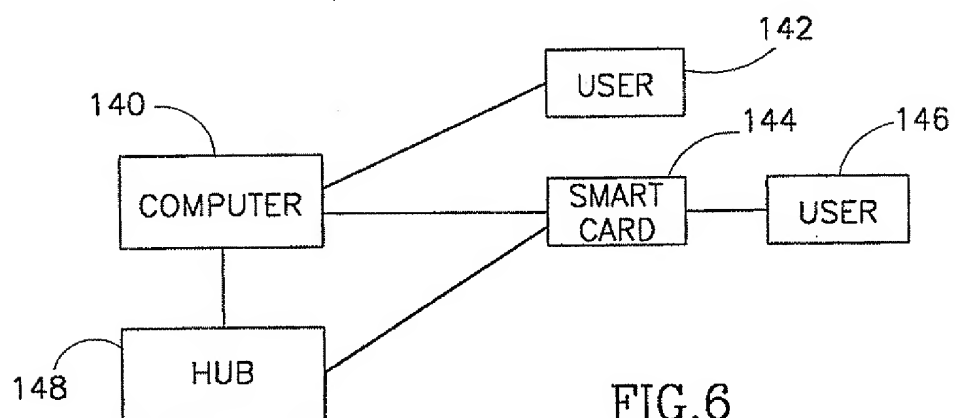 142
USER
140
144
146
COMPUTER
SMART
CARD
USER
148
HUB
FIG.6